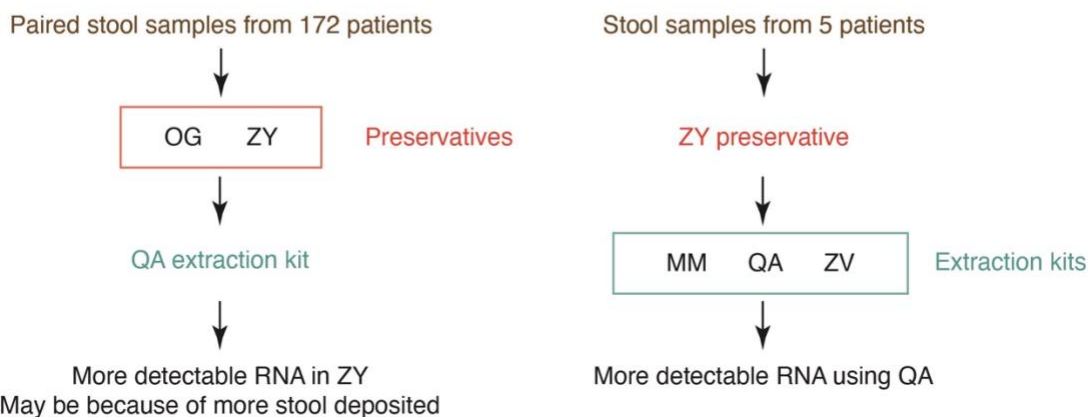 Paired stool samples from 172 patients
OG ZY
Preservatives
QA extraction kit
More detectable RNA in ZY
May be because of more stool deposited
Stool samples from 5 patients
ZY preservative
MM QA ZV
Extraction kits
More detectable RNA using QA